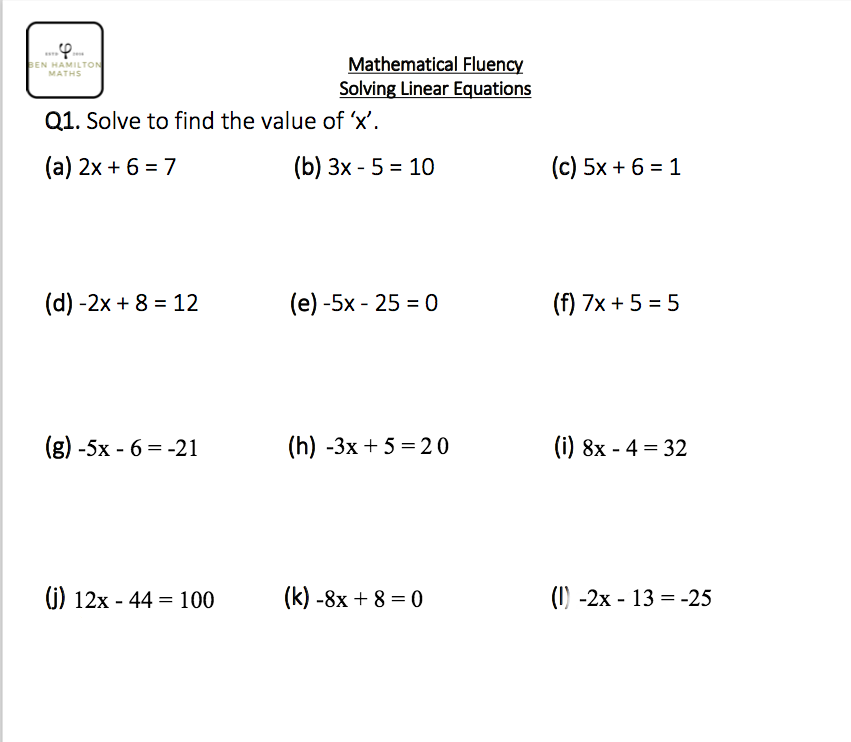 φ
BEN HAMILTON
MATHS
Mathematical Fluency
Solving Linear Equations
Q1. Solve to find the value of ‘x’.
(a) 2x + 6 = 7 (b) 3x - 5 = 10 (c) 5x + 6 = 1
(d) -2x + 8 = 12 (e) -5x - 25 = 0 (f) 7x + 5 = 5
(g) -5x - 6 = -21 (h) -3x + 5 = 20 (i) 8x - 4 = 32
(j) 12x - 44 = 100 (k) -8x + 8 = 0 (l) -2x - 13 = -25